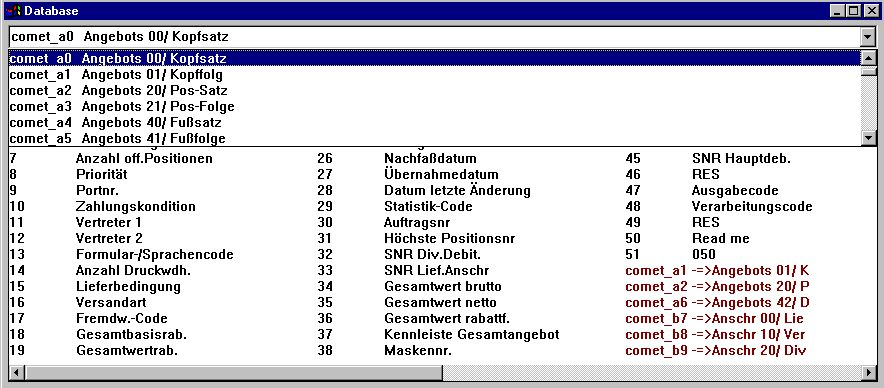 Database
comet_a0 Angebots 00/ Kopfsatz
comet_a0 Angebots 00/ Kopfsatz
comet_a1 Angebots 01/ Kopffolg
comet_a2 Angebots 20/ Pos-Satz
comet_a3 Angebots 21/ Pos-Folge
comet_a4 Angebots 40/ Fußsatz
comet_a5 Angebots 41/ Fußfolge
7 Anzahl off.Positionen 26 Nachfaßdatum 45 SNR Hauptdeb.
8 Priorität 27 Übernahmedatum 46 RES
9 Portnr. 28 Datum letzte Änderung 47 Ausgabecode
10 Zahlungskondition 29 Statistik-Code 48 Verarbeitungscode
11 Vertreter 1 30 Auftragsnr 49 RES
12 Vertreter 2 31 Höchste Positionsnr 50 Read me
13 Formular-/Sprachencode 32 SNR Div.Debit. 51 050
14 Anzahl Druckwdh. 33 SNR Lief.Anschr comet_a1 -=>Angebots 01/ K
15 Lieferbedingung 34 Gesamtwert brutto comet_a2 -=>Angebots 20/ P
16 Versandart 35 Gesamtwert netto comet_a6 -=>Angebots 42/ D
17 Fremdw.-Code 36 Gesamtwert rabattf. comet_b7 -=>Anschr 00/ Lie
18 Gesamtbasisrab. 37 Kennleiste Gesamtangebot comet_b8 -=>Anschr 10/ Ver
19 Gesamtwertrab. 38 Maskennr. comet_b9 -=>Anschr 20/ Div